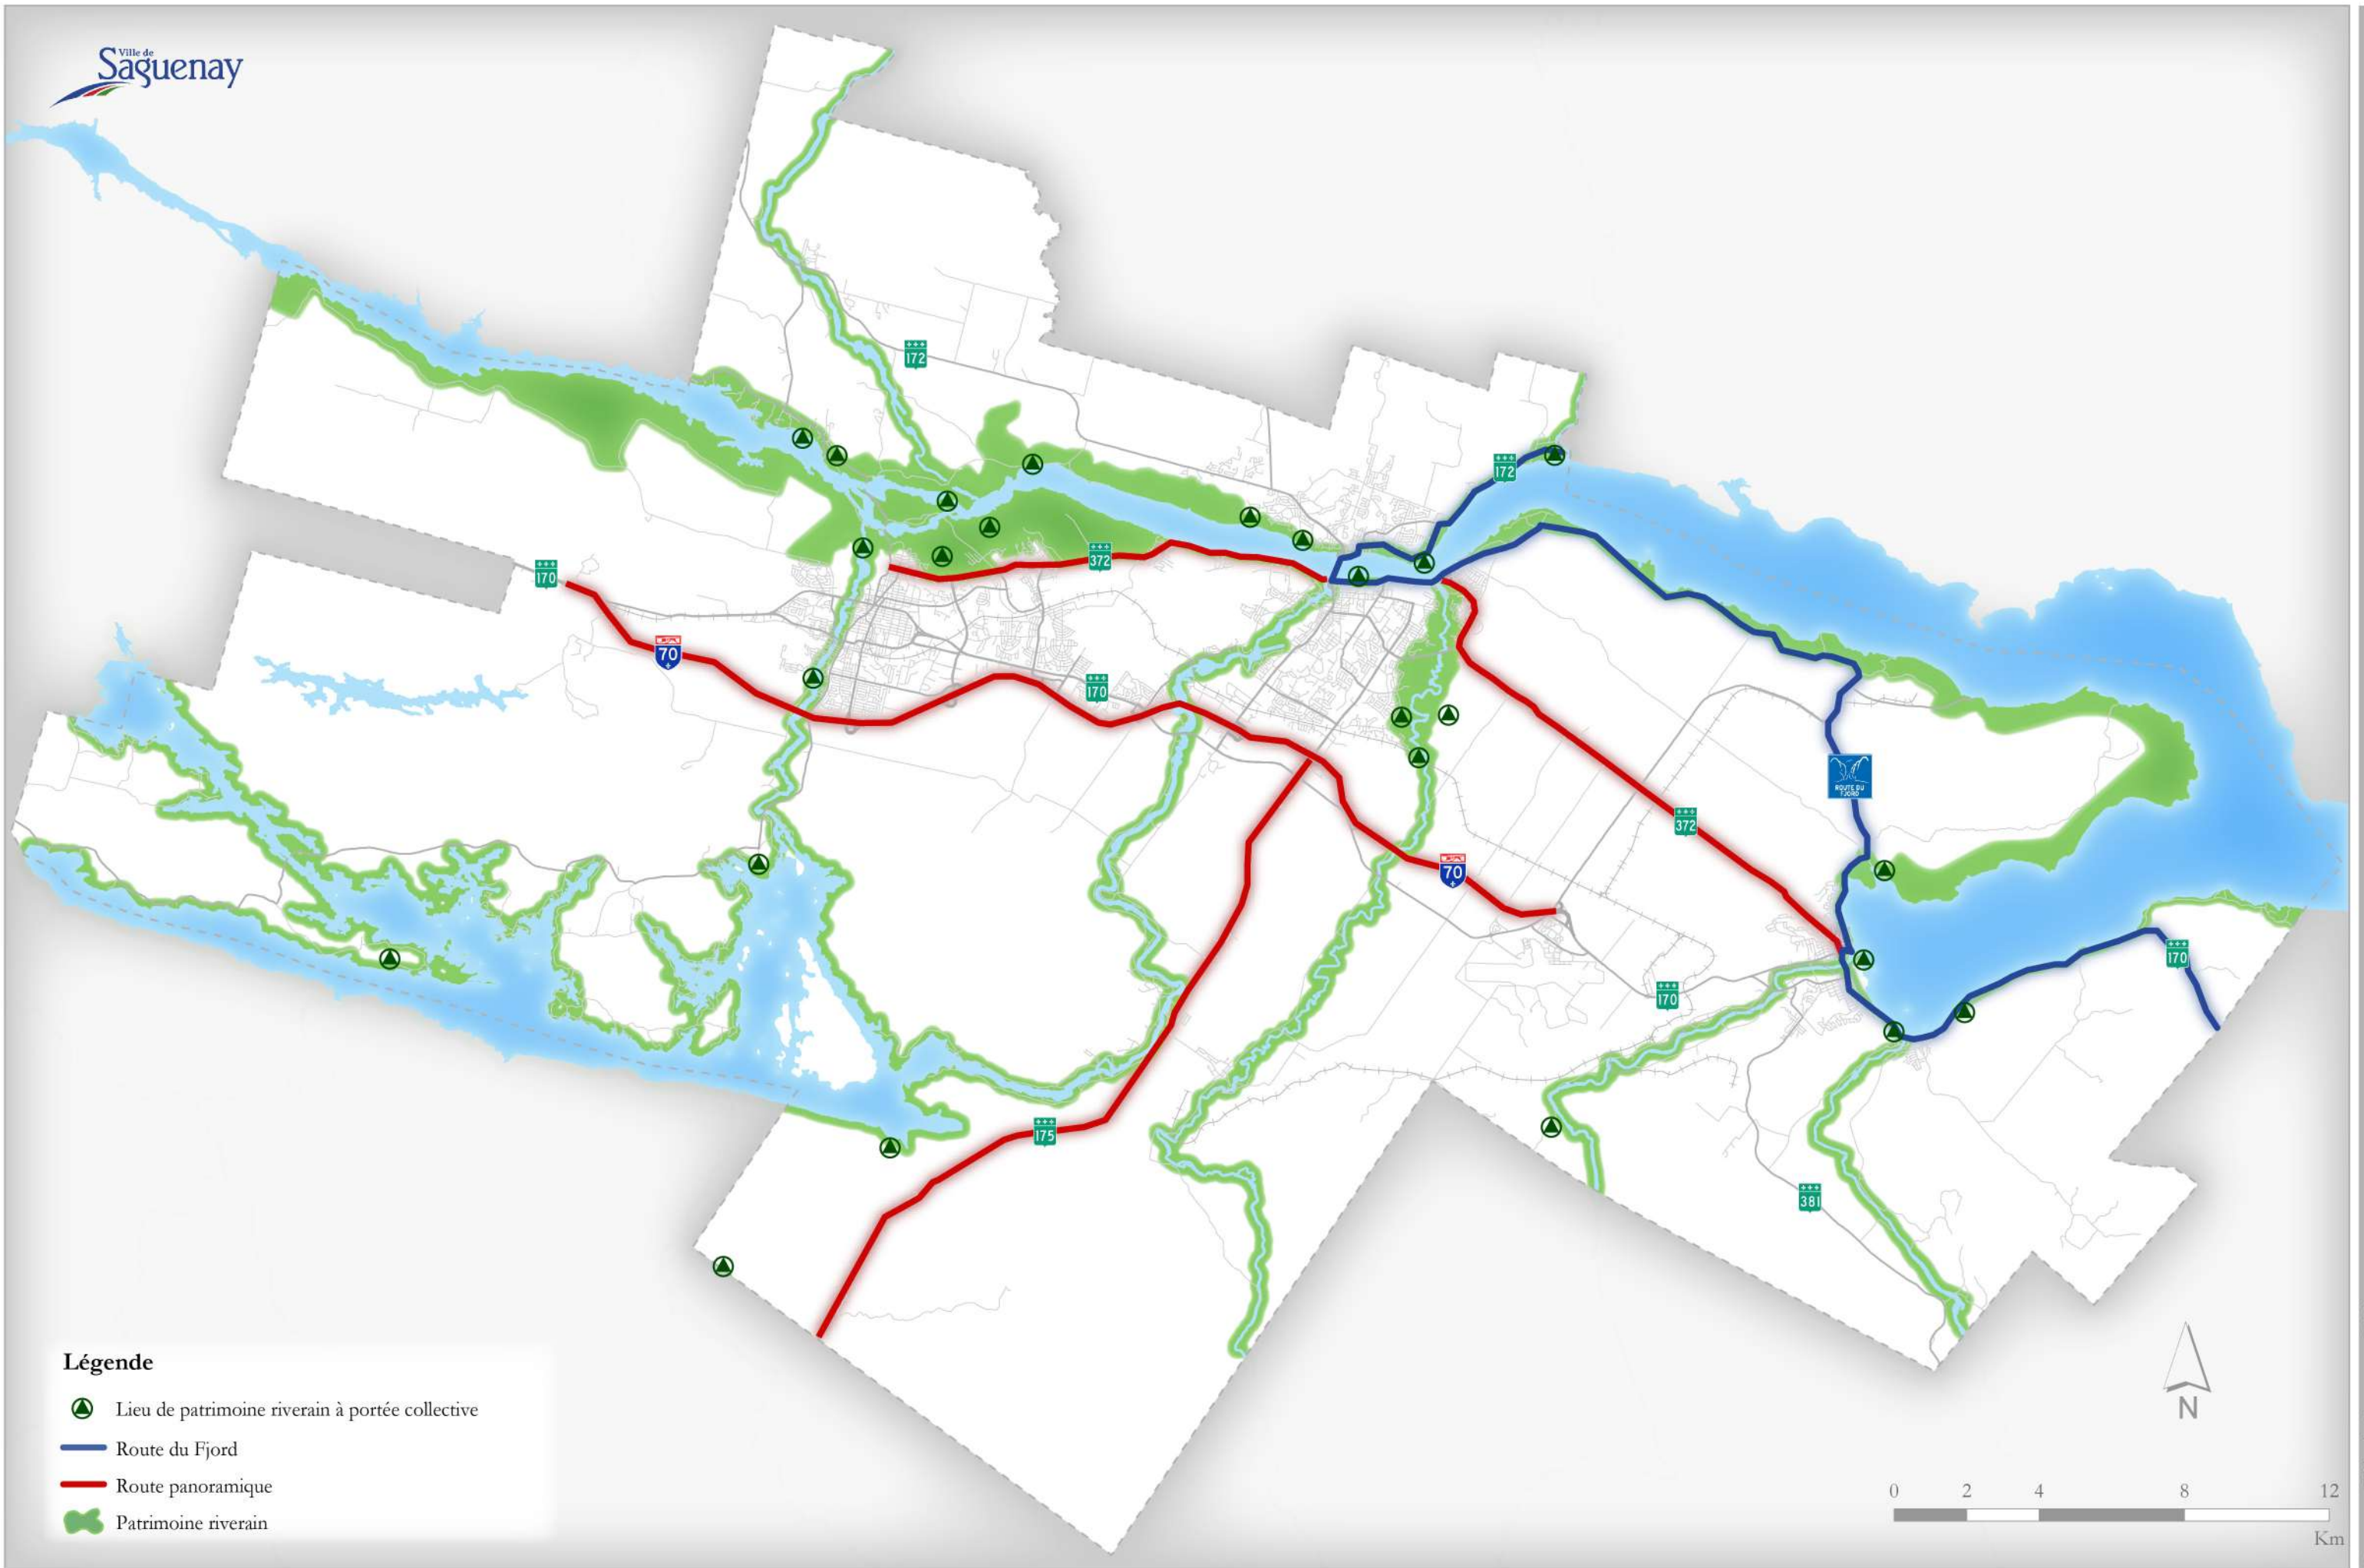 Ville de
Saguenay
172
172
372
170
70
170
ROUTE DU
FJORD
372
70
170
170
175
381
Légende
Lieu de patrimoine riverain à portée collective
Route du Fjord
Route panoramique
Patrimoine riverain
N
0 2 4 8 12
Km